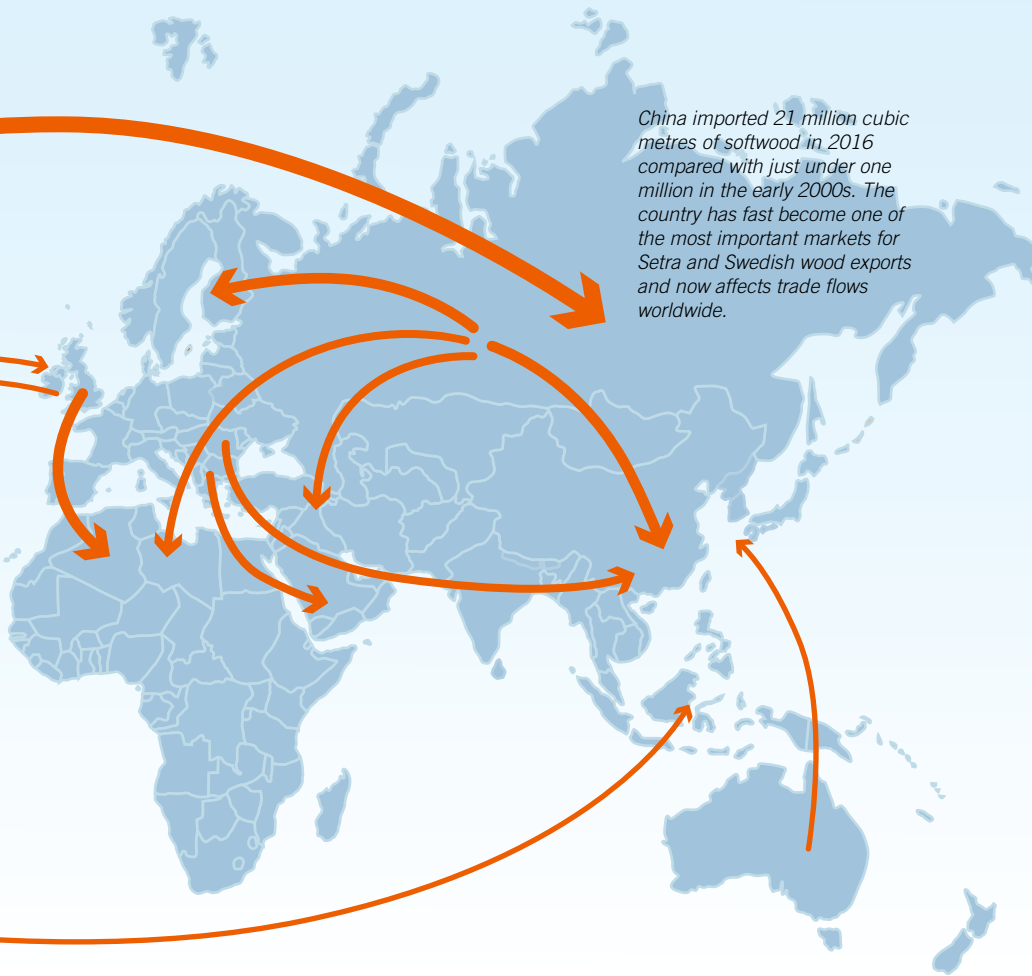 China imported 21 million cubic
metres of softwood in 2016
compared with just under one
million in the early 2000s. The
country has fast become one of
the most important markets for
Setra and Swedish wood exports
and now affects trade flows
worldwide.